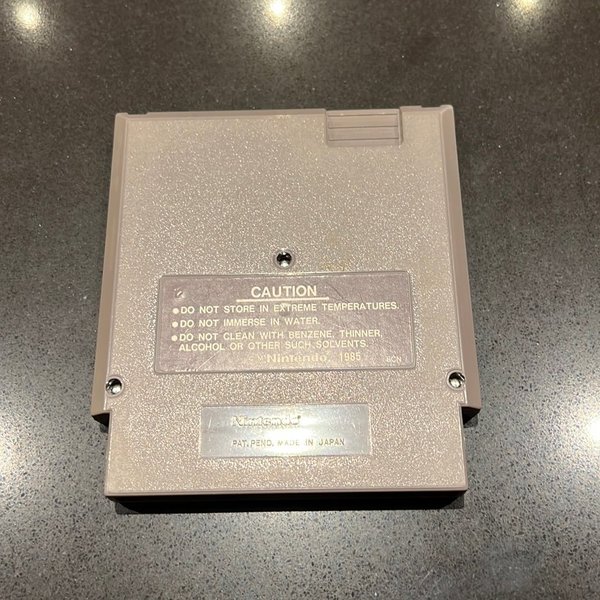 CAUTION
●DO NOT STORE IN EXTREME TEMPERATURES.
●DO NOT IMMERSE IN WATER.
●DO NOT CLEAN WITH BENZENE, THINNER,
ALCOHOL OR OTHER SUCH SOLVENTS.
©Nintendo® 1985
Nintendo®
PAT. PEND. MADE IN JAPAN